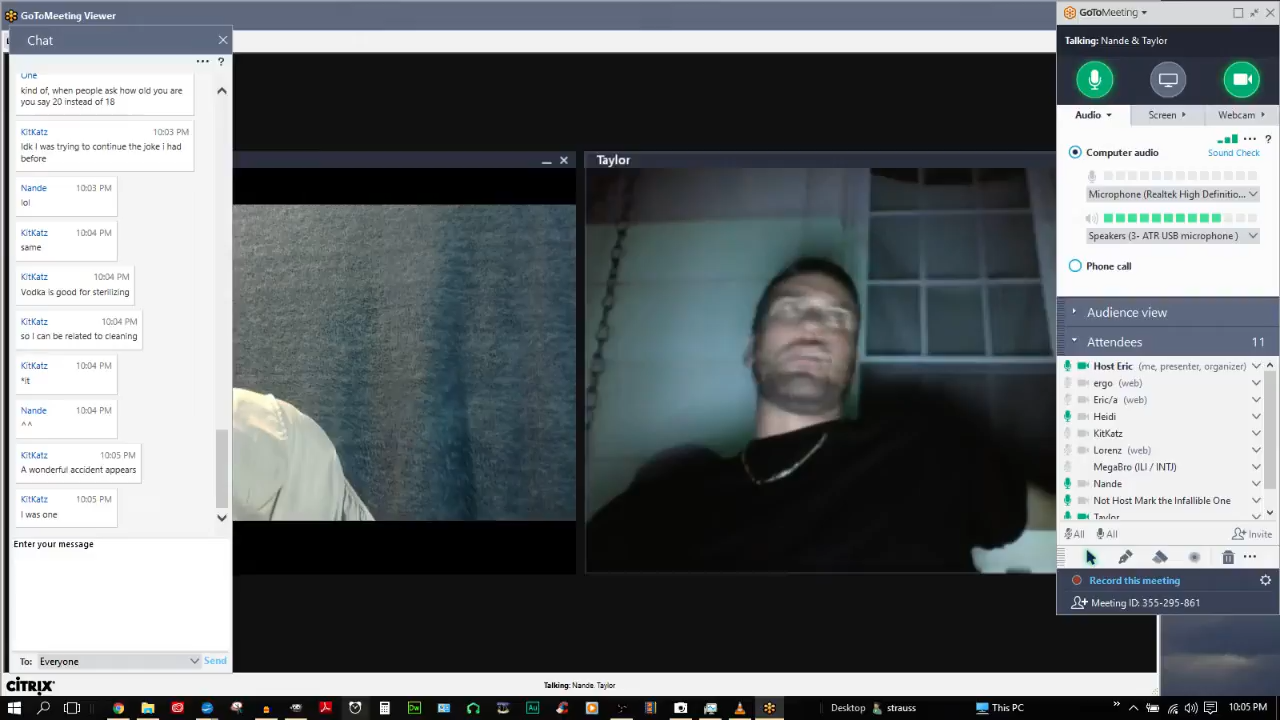 GoToMeeting Viewer
Chat
?
One
kind of, when people ask how old you are
you say 20 instead of 18
KitKatz 10:03 PM
Idk I was trying to continue the joke i had
before
Nande 10:03 PM
lol
KitKatz 10:04 PM
same
KitKatz 10:04 PM
Vodka is good for sterilizing
KitKatz 10:04 PM
so I can be related to cleaning
KitKatz 10:04 PM
*it
Nande 10:04 PM
^^
KitKatz 10:05 PM
A wonderful accident appears
KitKatz 10:05 PM
I was one
Enter your message
To: Everyone Send
CİTRİX
Taylor
Talking: Nande, Taylor
GoToMeeting
Talking: Nande & Taylor
Audio Screen Webcam
?
Computer audio Sound Check
Microphone (Realtek High Definitio...
Speakers (3- ATR USB microphone )
Phone call
Audience view
Attendees 11
Host Eric (me, presenter, organizer)
ergo (web)
Eric/a (web)
Heidi
KitKatz
Lorenz (web)
MegaBro (ILI / INTJ)
Nande
Not Host Mark the Infallible One
Taylor
All All Invite
Record this meeting
Meeting ID: 355-295-861
Dw Au Desktop strauss This PC 10:05 PM